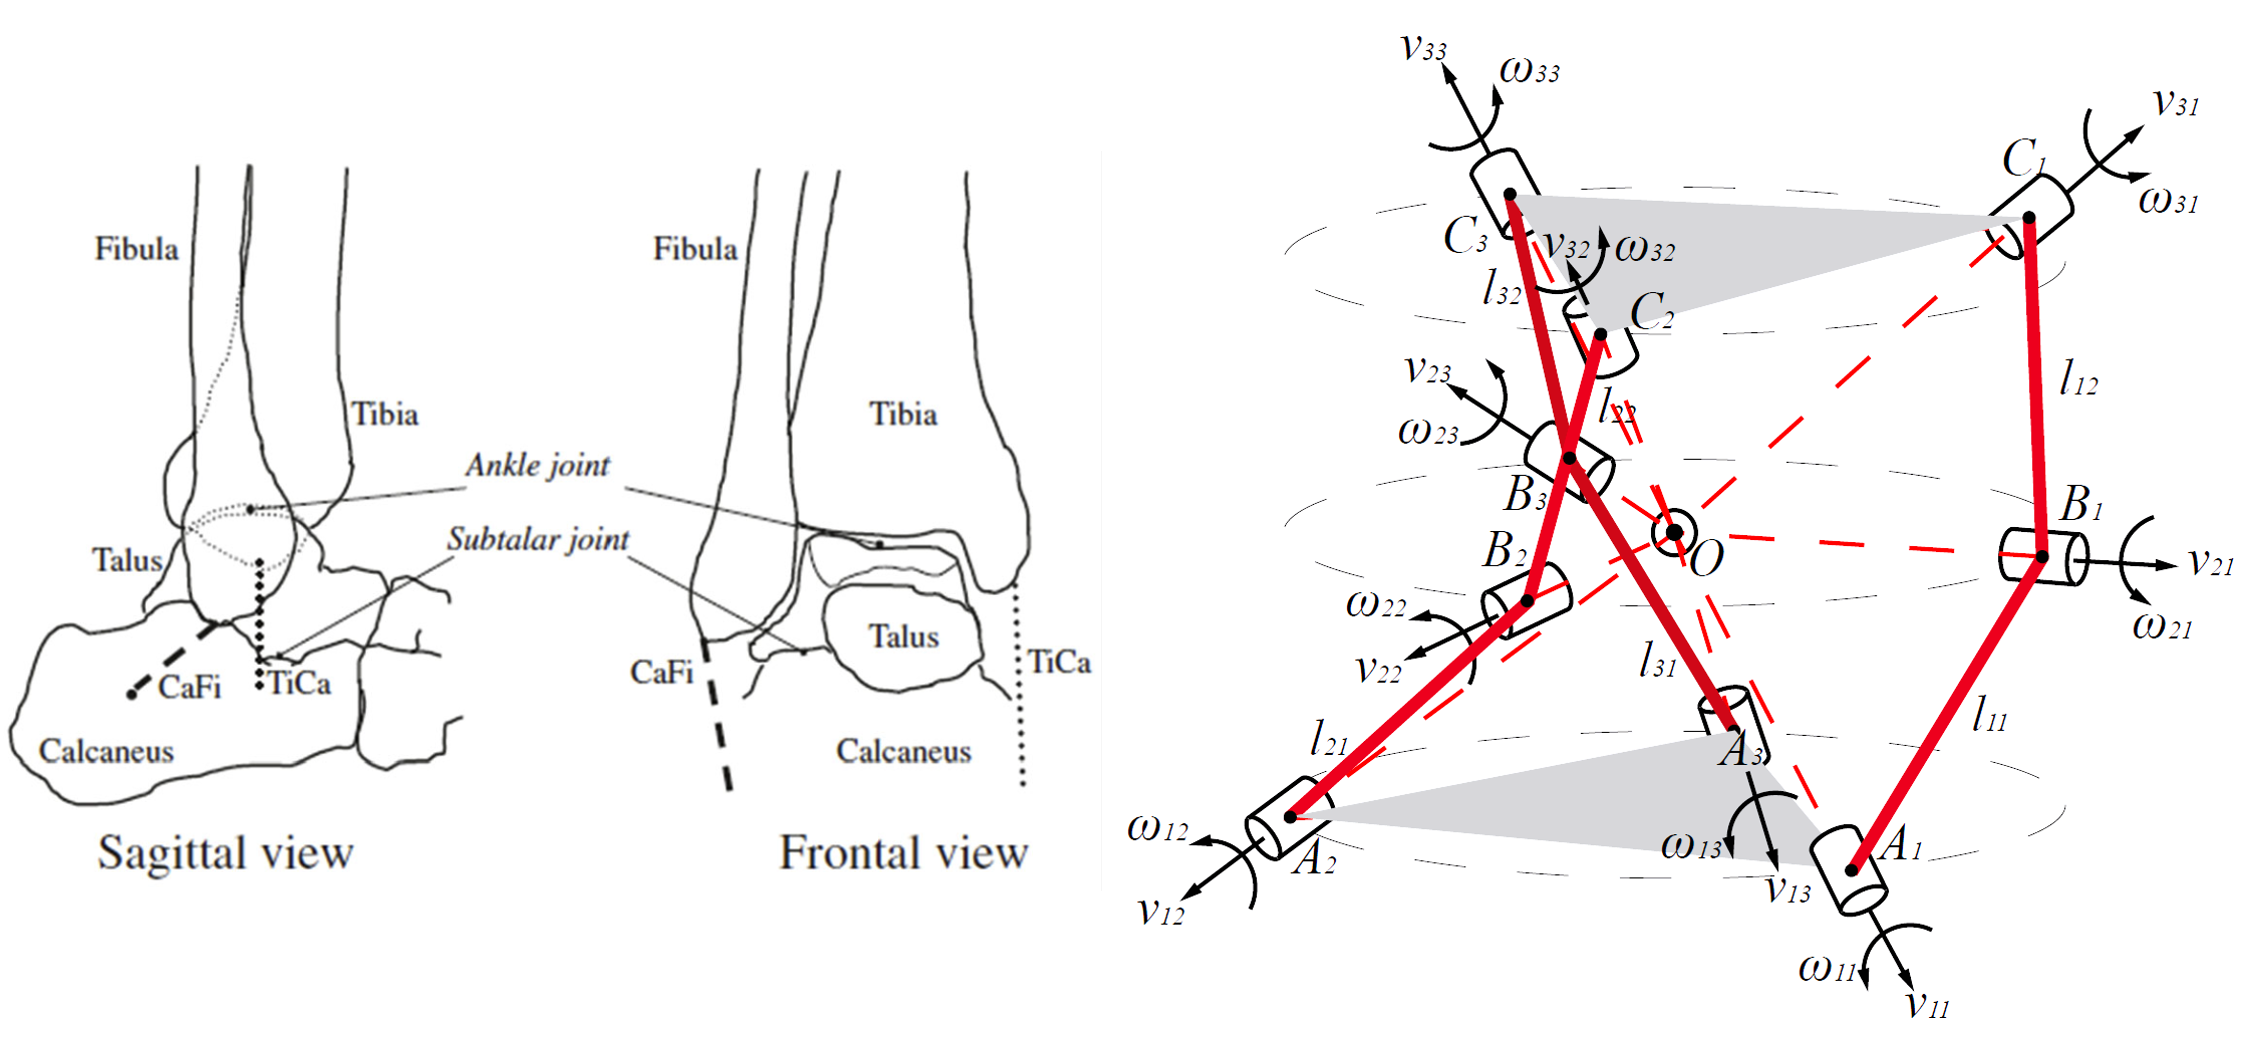 Fibula
Tibia
Ankle joint
Subtalar joint
Talus
CaFi
TiCa
Calcaneus
Sagittal view
Fibula
Tibia
Talus
CaFi
TiCa
Calcaneus
Frontal view
v33
ω33
v31
C1
ω31
C3
v32
ω32
l32
C2
v23
l22
l12
ω23
B3
B1
B2
O
v21
ω22
ω21
v22
l31
l21
l11
A3
ω12
A2
ω13
A1
v13
v12
ω11
v11